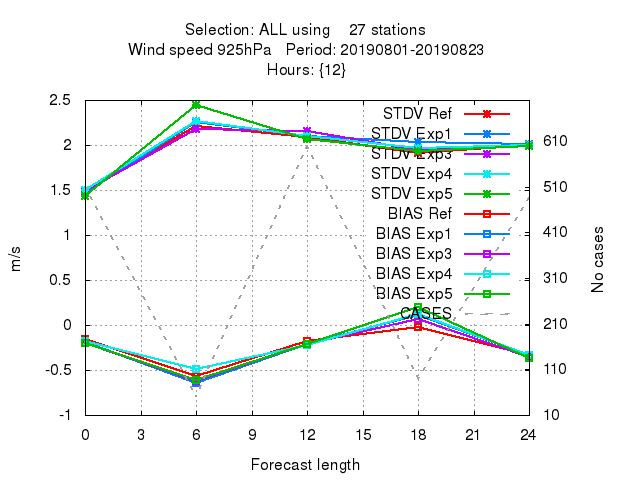 Selection: ALL using 27 stations
Wind speed 925hPa Period: 20190801-20190823
Hours: {12}
2.5
2
1.5
1
0.5
0
-0.5
-1
m/s
STDV Ref
STDV Exp1
STDV Exp3
STDV Exp4
STDV Exp5
BIAS Ref
BIAS Exp1
BIAS Exp3
BIAS Exp4
BIAS Exp5
CASES
610
510
410
310
210
110
10
No cases
0 3 6 9 12 15 18 21 24
Forecast length